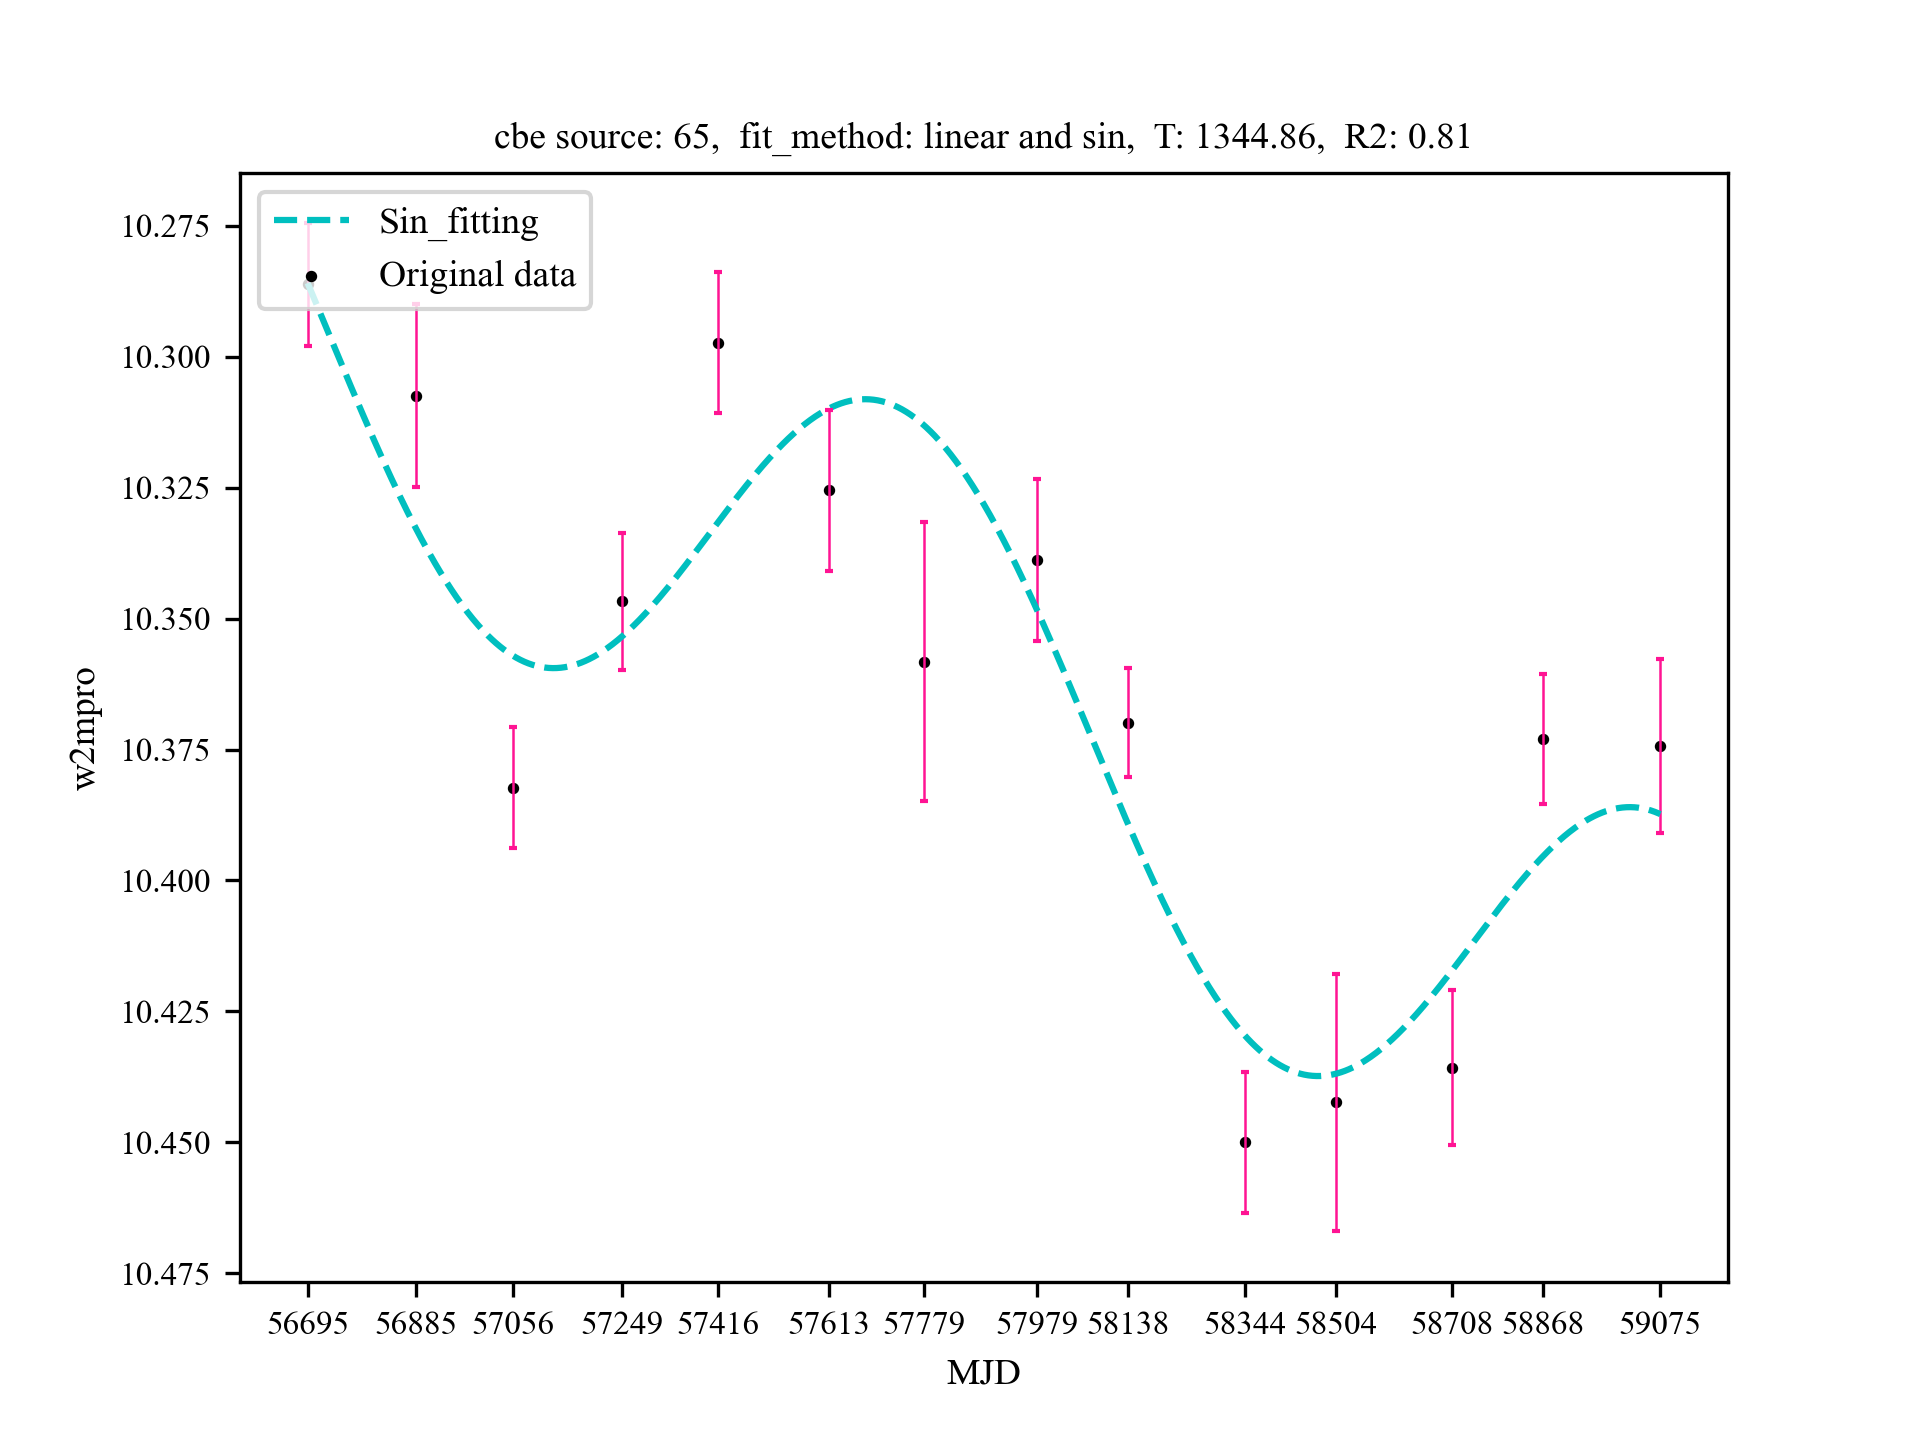 cbe source: 65,  fit_method: linear and sin,  T: 1344.86,  R2: 0.81
Sin_fitting
Original data
10.275
10.300
10.325
10.350
10.375
10.400
10.425
10.450
10.475
w2mpro
56695 56885 57056 57249 57416 57613 57779 57979 58138 58344 58504 58708 58868 59075
MJD